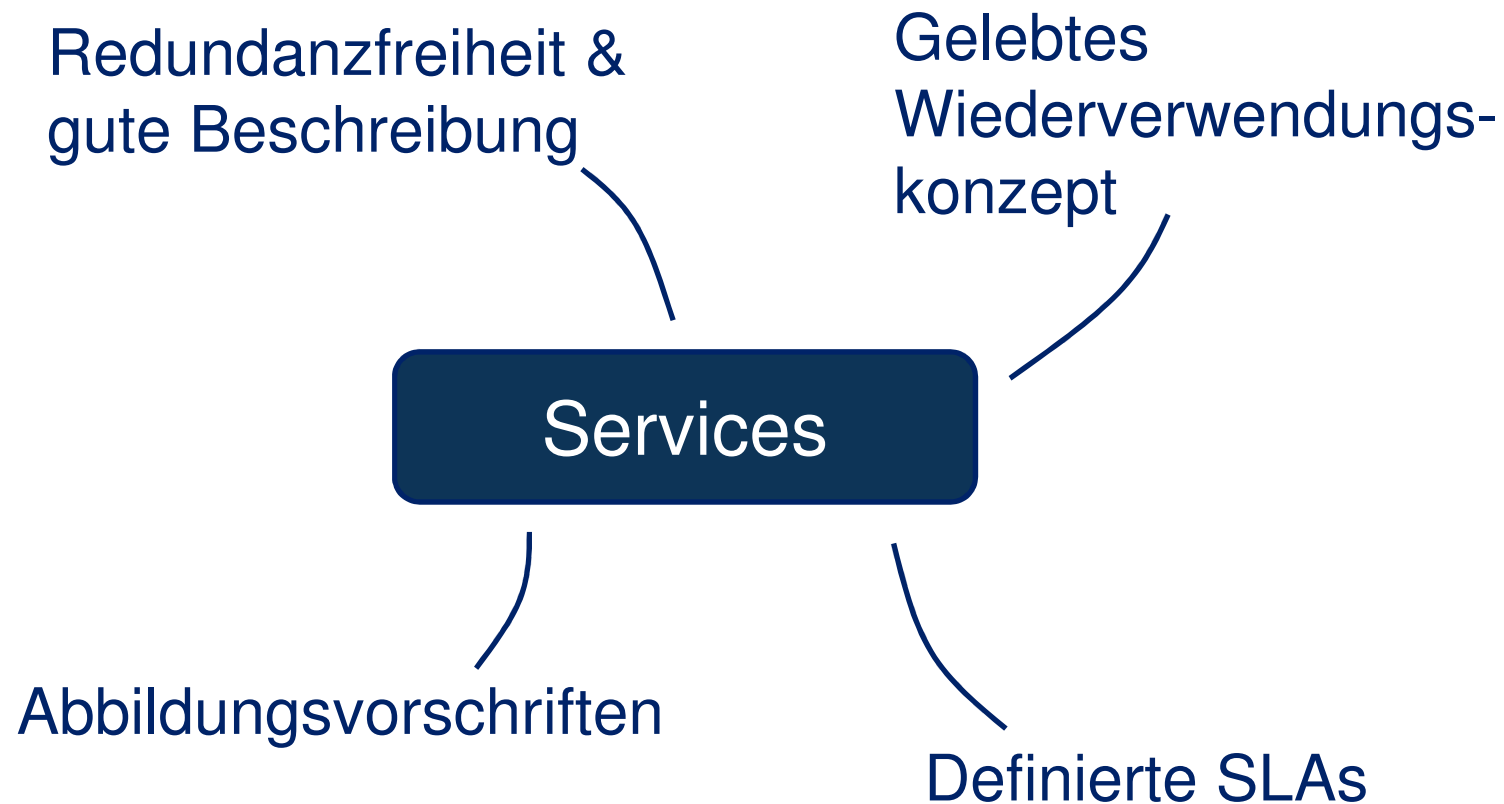 Redundanzfreiheit &
gute Beschreibung
Gelebtes
Wiederverwendungs-
konzept
Services
Abbildungsvorschriften
Definierte SLAs